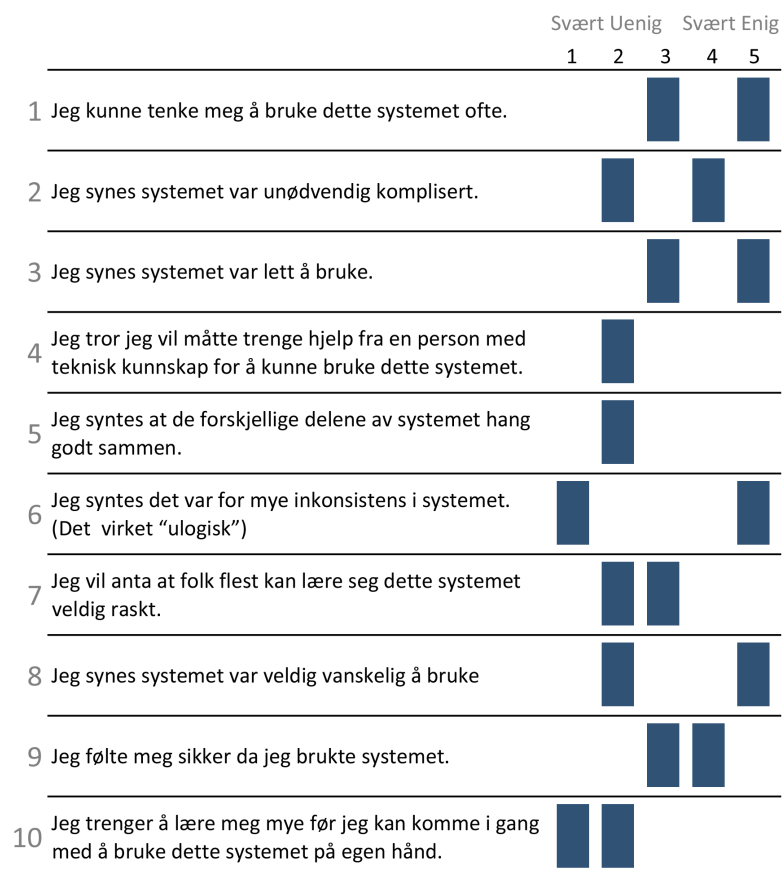 Svært Uenig Svært Enig
1 2 3 4 5
1 Jeg kunne tenke meg å bruke dette systemet ofte.
2 Jeg synes systemet var unødvendig komplisert.
3 Jeg synes systemet var lett å bruke.
4 Jeg tror jeg vil måtte trenge hjelp fra en person med
teknisk kunnskap for å kunne bruke dette systemet.
5 Jeg syntes at de forskjellige delene av systemet hang
godt sammen.
6 Jeg syntes det var for mye inkonsistens i systemet.
(Det virket “ulogisk”)
7 Jeg vil anta at folk flest kan lære seg dette systemet
veldig raskt.
8 Jeg synes systemet var veldig vanskelig å bruke
9 Jeg følte meg sikker da jeg brukte systemet.
10 Jeg trenger å lære meg mye før jeg kan komme i gang
med å bruke dette systemet på egen hånd.